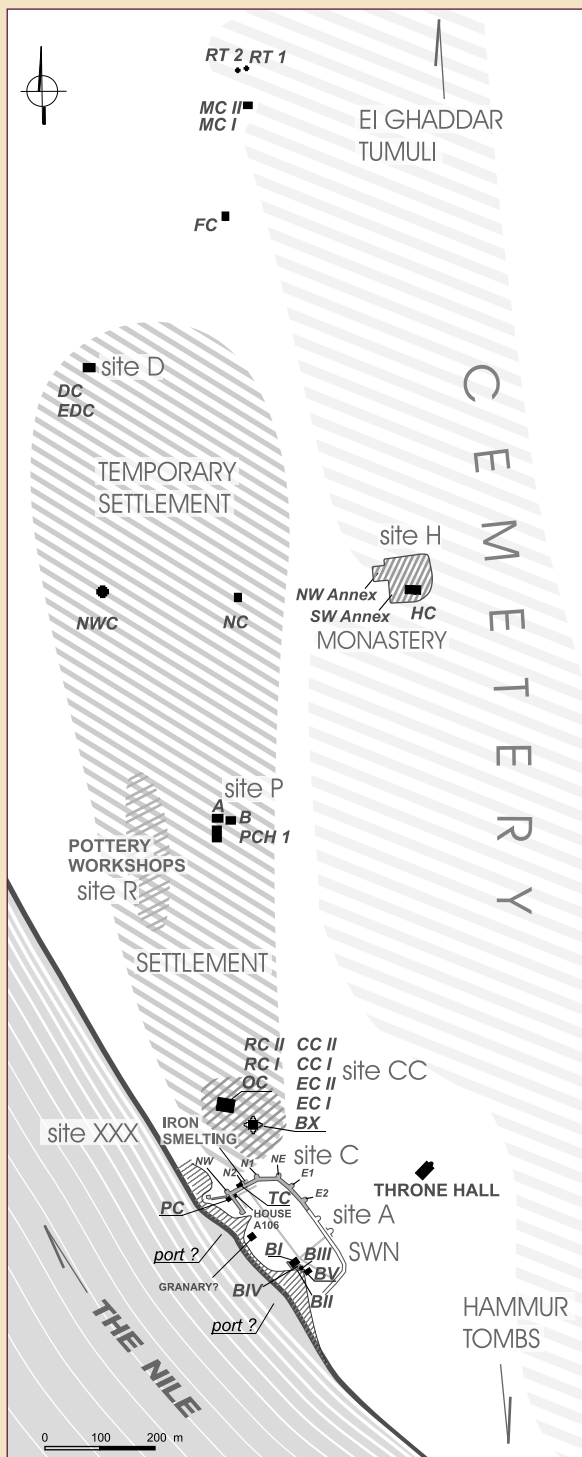 RT 2 RT 1
MC II
MC I
EI GHADDAR
TUMULI
FC
CEMETERY
site D
DC
EDC
TEMPORARY
SETTLEMENT
site H
NW Annex
SW Annex
HC
MONASTERY
NWC
NC
site P
A
B
PCH 1
POTTERY
WORKSHOPS
site R
SETTLEMENT
RC II CC II
RC I CC I
OC EC II
EC I
BX
site CC
site XXX
IRON
SMELTING
site C
NW
N2
N1
NE
E1
E2
THRONE HALL
PC
TC
HOUSE
A106
site A
SWN
port ?
GRANARY?
BI
BIII
BV
BIV
BII
port ?
HAMMUR
TOMBS
THE NILE
0 100 200 m